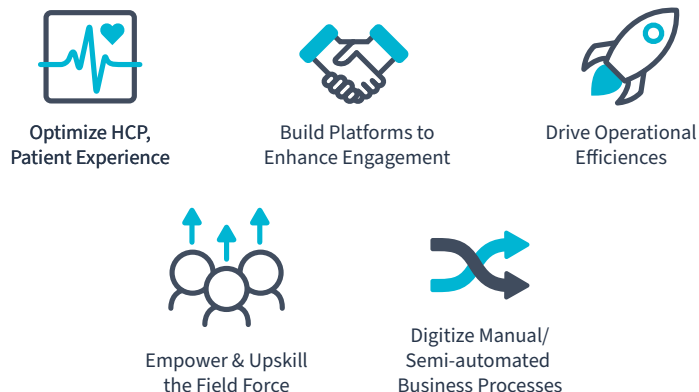 Optimize HCP,
Patient Experience
Build Platforms to
Enhance Engagement
Drive Operational
Efficiences
Empower & Upskill
the Field Force
Digitize Manual/
Semi-automated
Business Processes